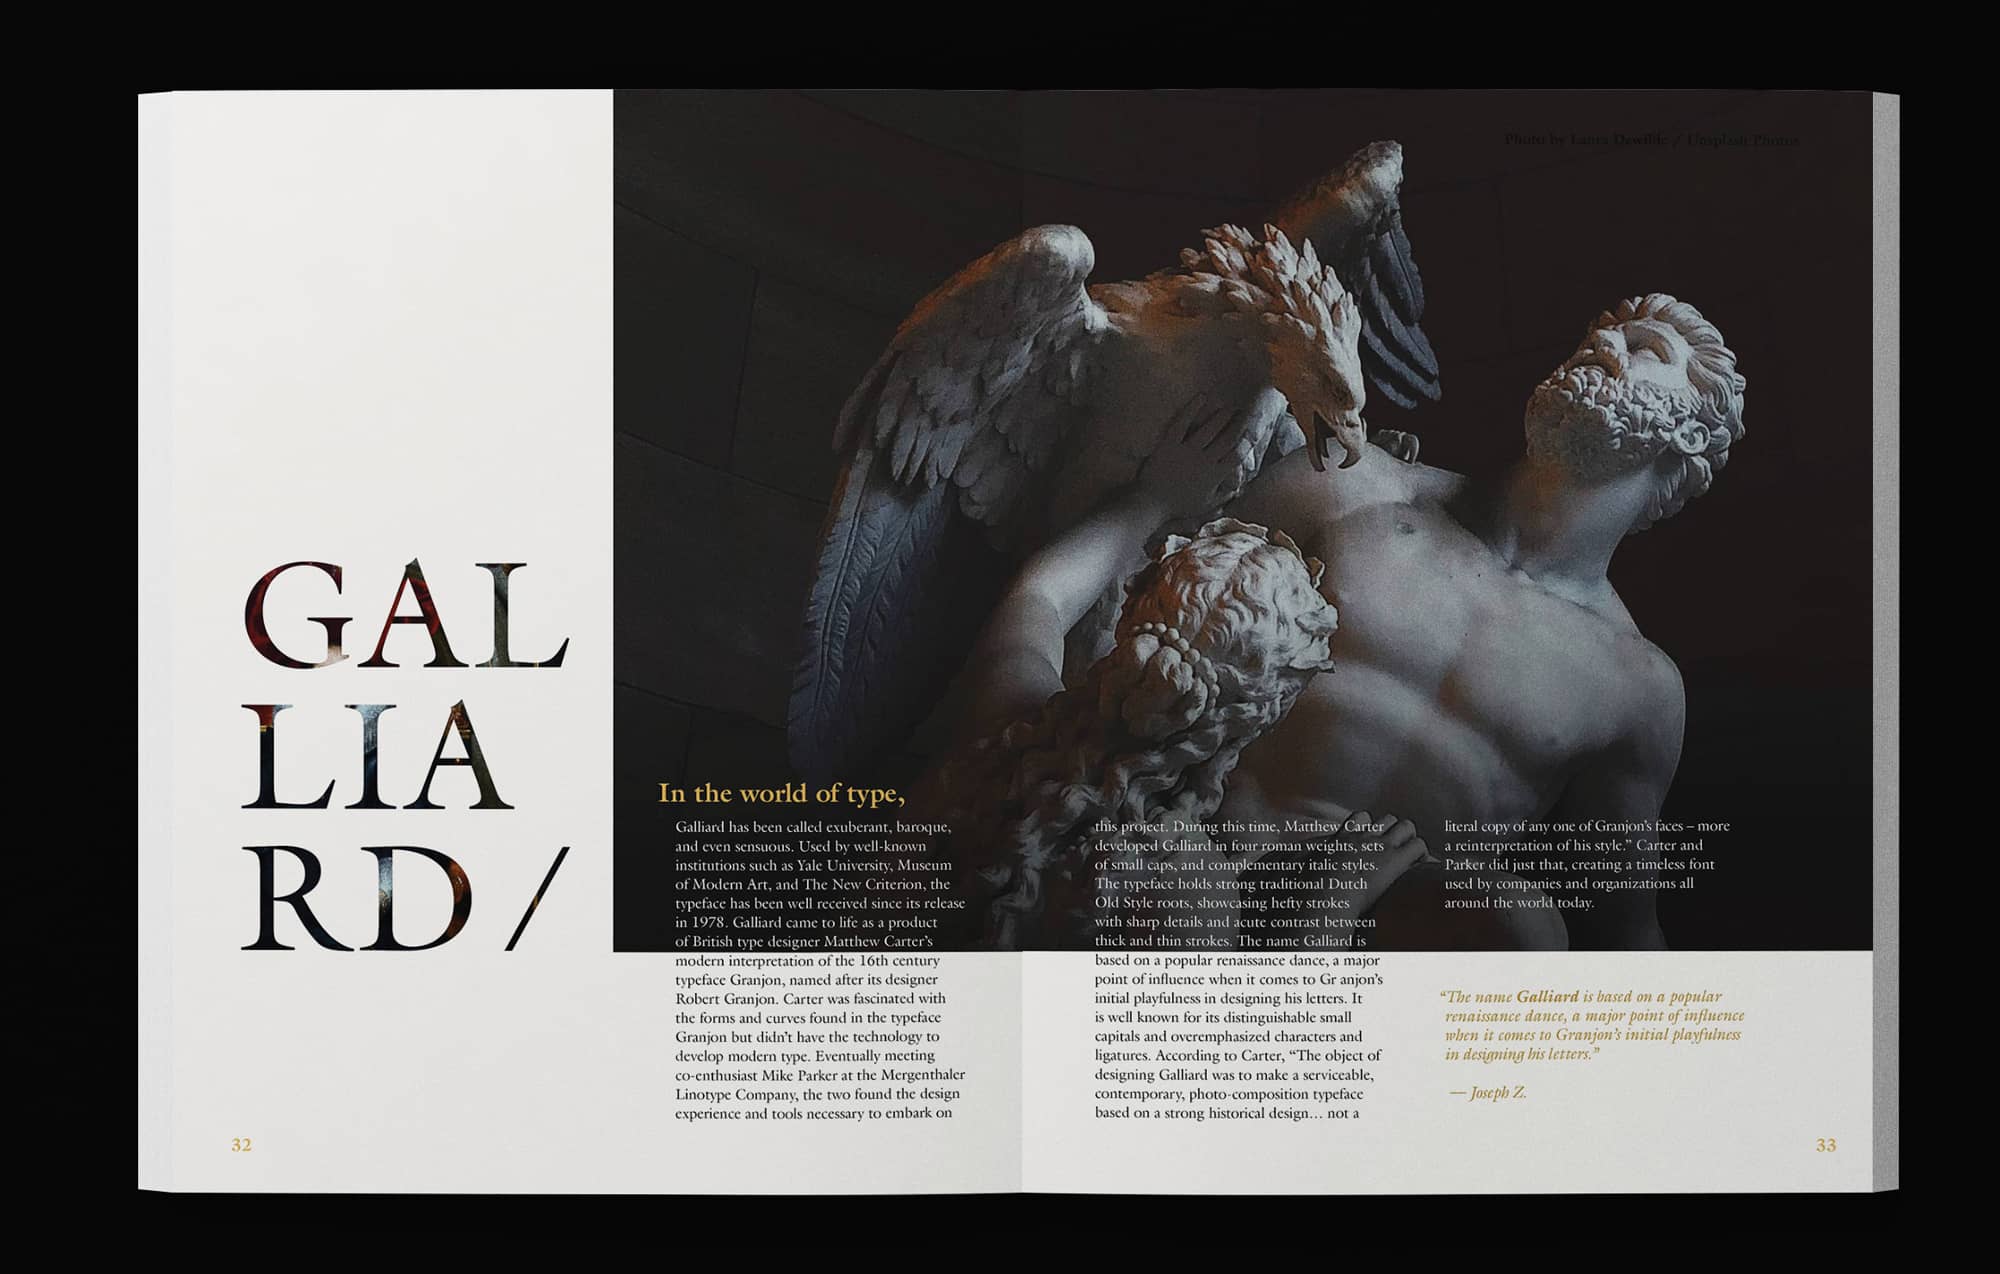 GAL
LIA
RD /
Photo by Laura Dewilde / Unsplash Photos
In the world of type,
Galliard has been called exuberant, baroque,
and even sensuous. Used by well-known
institutions such as Yale University, Museum
of Modern Art, and The New Criterion, the
typeface has been well received since its release
in 1978. Galliard came to life as a product
of British type designer Matthew Carter’s
modern interpretation of the 16th century
typeface Granjon, named after its designer
Robert Granjon. Carter was fascinated with
the forms and curves found in the typeface
Granjon but didn’t have the technology to
develop modern type. Eventually meeting
co-enthusiast Mike Parker at the Mergenthaler
Linotype Company, the two found the design
experience and tools necessary to embark on
this project. During this time, Matthew Carter
developed Galliard in four roman weights, sets
of small caps, and complementary italic styles.
The typeface holds strong traditional Dutch
Old Style roots, showcasing hefty strokes
with sharp details and acute contrast between
thick and thin strokes. The name Galliard is
based on a popular renaissance dance, a major
point of influence when it comes to Gr anjon’s
initial playfulness in designing his letters. It
is well known for its distinguishable small
capitals and overemphasized characters and
ligatures. According to Carter, “The object of
designing Galliard was to make a serviceable,
contemporary, photo-composition typeface
based on a strong historical design… not a
literal copy of any one of Granjon’s faces – more
a reinterpretation of his style.” Carter and
Parker did just that, creating a timeless font
used by companies and organizations all
around the world today.
“The name Galliard is based on a popular
renaissance dance, a major point of influence
when it comes to Granjon’s initial playfulness
in designing his letters.”
— Joseph Z.
32
33